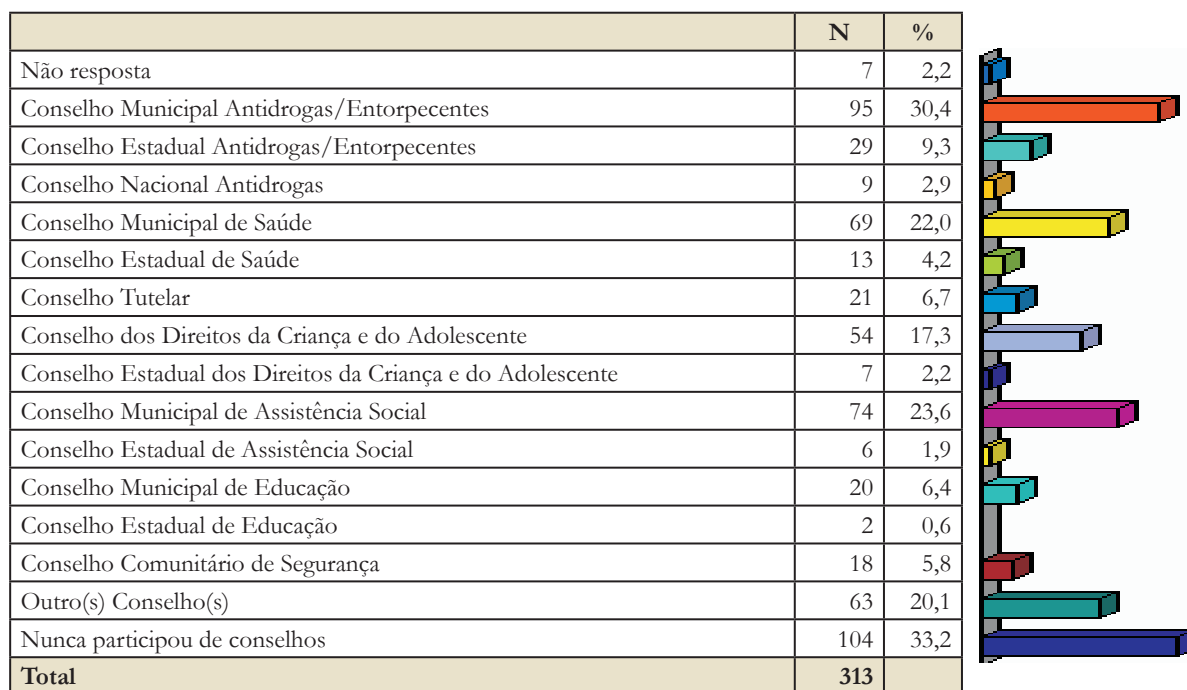 N %
Não resposta 7 2,2
Conselho Municipal Antidrogas/Entorpecentes 95 30,4
Conselho Estadual Antidrogas/Entorpecentes 29 9,3
Conselho Nacional Antidrogas 9 2,9
Conselho Municipal de Saúde 69 22,0
Conselho Estadual de Saúde 13 4,2
Conselho Tutelar 21 6,7
Conselho dos Direitos da Criança e do Adolescente 54 17,3
Conselho Estadual dos Direitos da Criança e do Adolescente 7 2,2
Conselho Municipal de Assistência Social 74 23,6
Conselho Estadual de Assistência Social 6 1,9
Conselho Municipal de Educação 20 6,4
Conselho Estadual de Educação 2 0,6
Conselho Comunitário de Segurança 18 5,8
Outro(s) Conselho(s) 63 20,1
Nunca participou de conselhos 104 33,2
Total 313